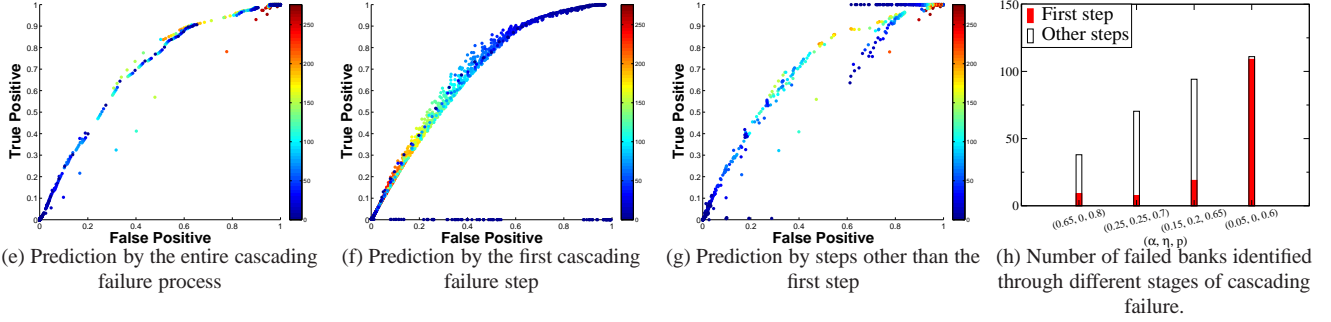 1
0.9
0.8
0.7
0.6
0.5
0.4
0.3
0.2
0.1
0
True Positive
0 0.2 0.4 0.6 0.8 1
False Positive
250
200
150
100
50
0
(e) Prediction by the entire cascading
failure process
1
0.9
0.8
0.7
0.6
0.5
0.4
0.3
0.2
0.1
0
True Positive
0 0.2 0.4 0.6 0.8 1
False Positive
250
200
150
100
50
0
(f) Prediction by the first cascading
failure step
1
0.9
0.8
0.7
0.6
0.5
0.4
0.3
0.2
0.1
0
True Positive
0 0.2 0.4 0.6 0.8 1
False Positive
250
200
150
100
50
0
(g) Prediction by steps other than the
first step
First step
Other steps
150
100
50
0
(0.65, 0, 0.8)
(0.25, 0.25, 0.7)
(0.15, 0.2, 0.65)
(0.05, 0, 0.6)
(α, η, p)
(h) Number of failed banks identified
through different stages of cascading
failure.